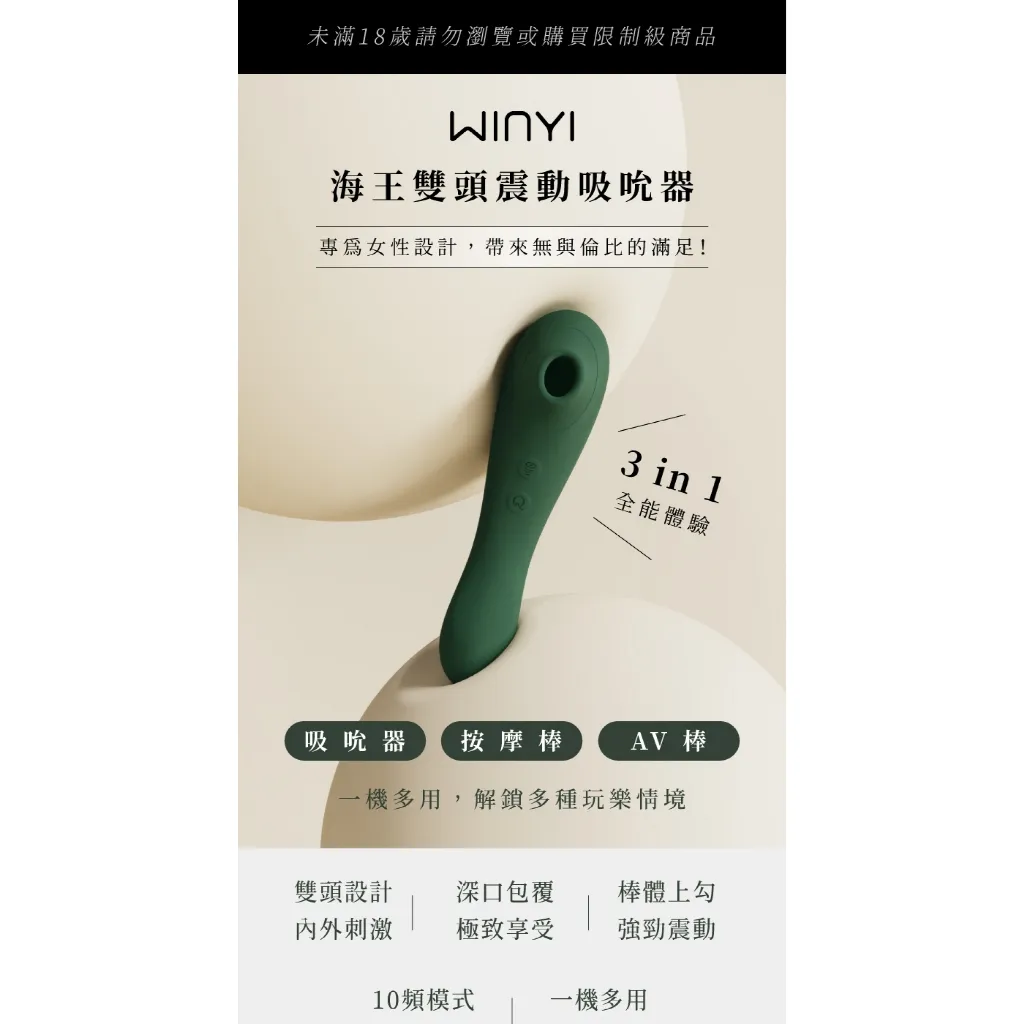 未滿18歲請勿瀏覽或購買限制級商品
WINYI
海王雙頭震動吸吮器
專為女性設計，帶來無與倫比的滿足！
3 in 1
全能體驗
吸吮器
按摩棒
AV 棒
一機多用，解鎖多種玩樂情境
雙頭設計
內外刺激
深口包覆
極致享受
棒體上勾
強勁震動
10頻模式
一機多用